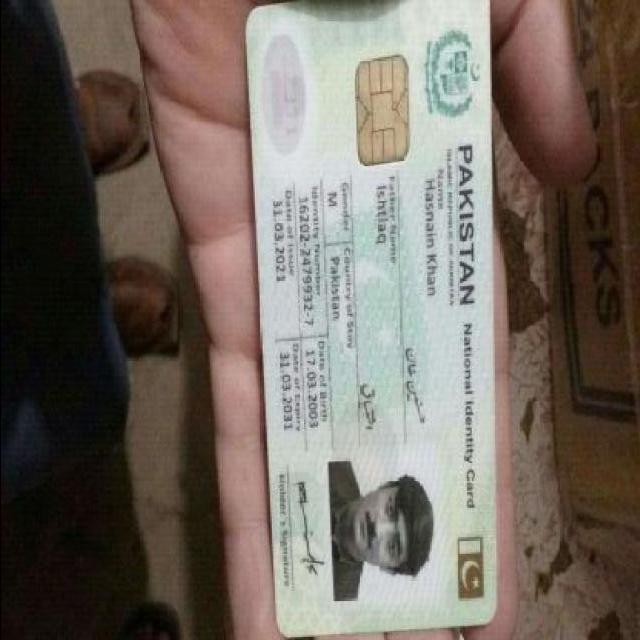 PAKISTAN National Identity Card
ISLAMIC REPUBLIC OF PAKISTAN
Name
Hasnain Khan
حسنین خان
Father Name
Ishtiaq
اشتیاق
Gender Country of Stay
M Pakistan
Identity Number Date of Birth
16202-2479932-7 17.03.2003
Date of Issue Date of Expiry
31.03.2021 31.03.2031
Holder's Signature
ROCKS